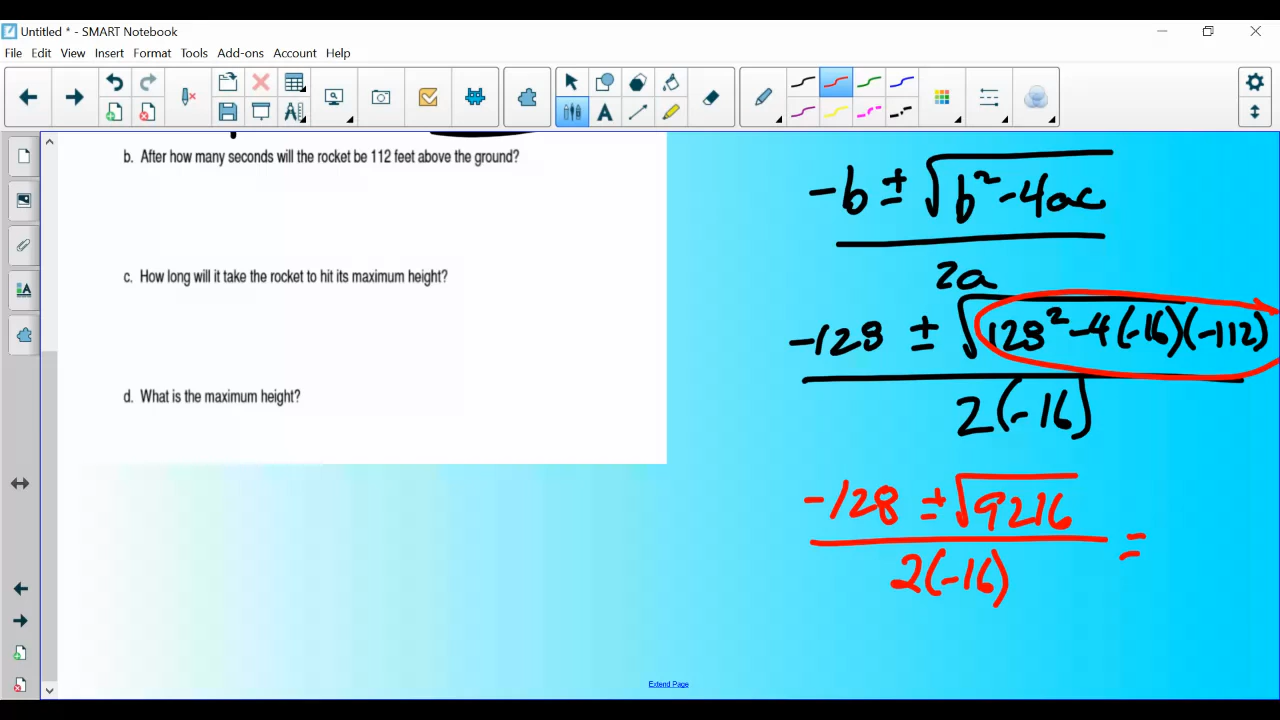 Untitled * - SMART Notebook
File Edit View Insert Format Tools Add-ons Account Help
b. After how many seconds will the rocket be 112 feet above the ground?
c. How long will it take the rocket to hit its maximum height?
d. What is the maximum height?
-b ± √b² - 4ac
2a
-128 ± √128² - 4(-16)(-112)
2(-16)
-128 ± √9216
2(-16)
=
Extend Page